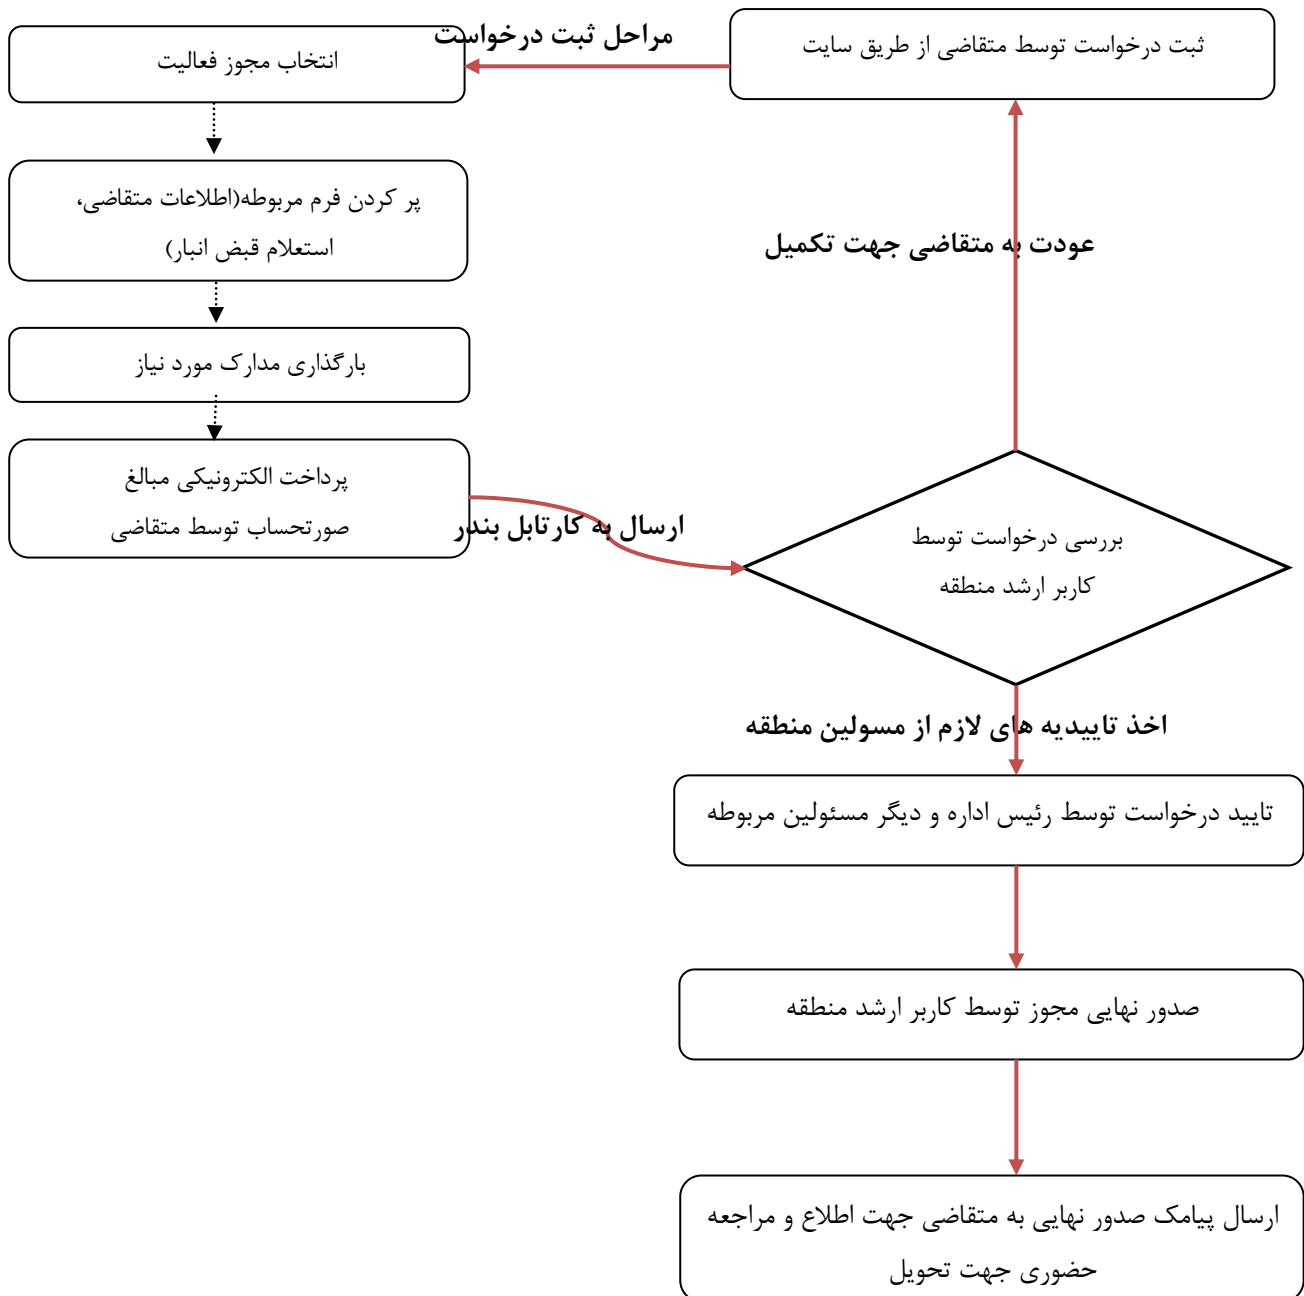 ثبت درخواست توسط متقاضی از طریق سایت
مراحل ثبت درخواست
انتخاب مجوز فعالیت
پر کردن فرم مربوطه(اطلاعات متقاضی،
استعلام قبض انبار)
عودت به متقاضی جهت تکمیل
بارگذاری مدارک مورد نیاز
پرداخت الکترونیکی مبالغ
صورتحساب توسط متقاضی
ارسال به کارتابل بندر
بررسی درخواست توسط
کاربر ارشد منطقه
اخذ تاییدیه های لازم از مسولین منطقه
تایید درخواست توسط رئیس اداره و دیگر مسئولین مربوطه
صدور نهایی مجوز توسط کاربر ارشد منطقه
ارسال پیامک صدور نهایی به متقاضی جهت اطلاع و مراجعه
حضوری جهت تحویل